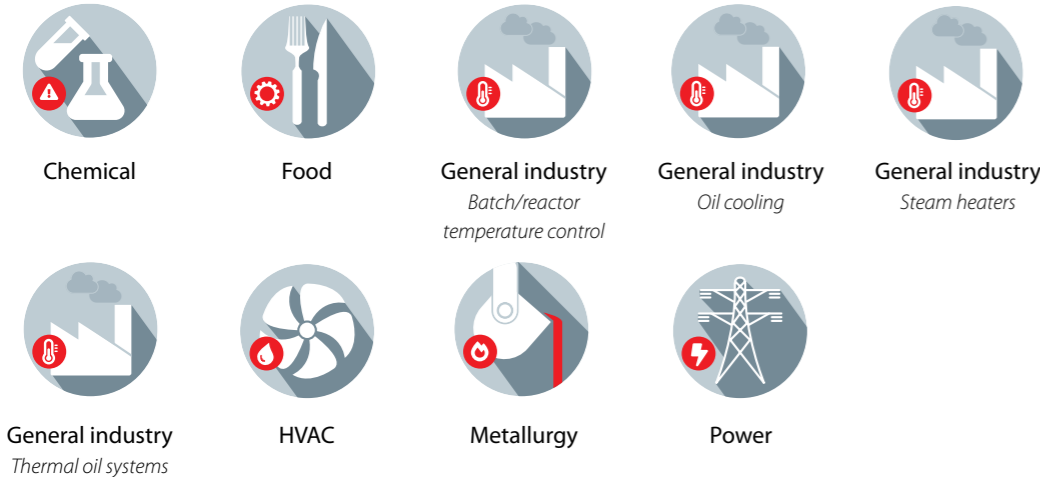 Chemical
Food
General industry
Batch/reactor
temperature control
General industry
Oil cooling
General industry
Steam heaters
General industry
Thermal oil systems
HVAC
Metallurgy
Power